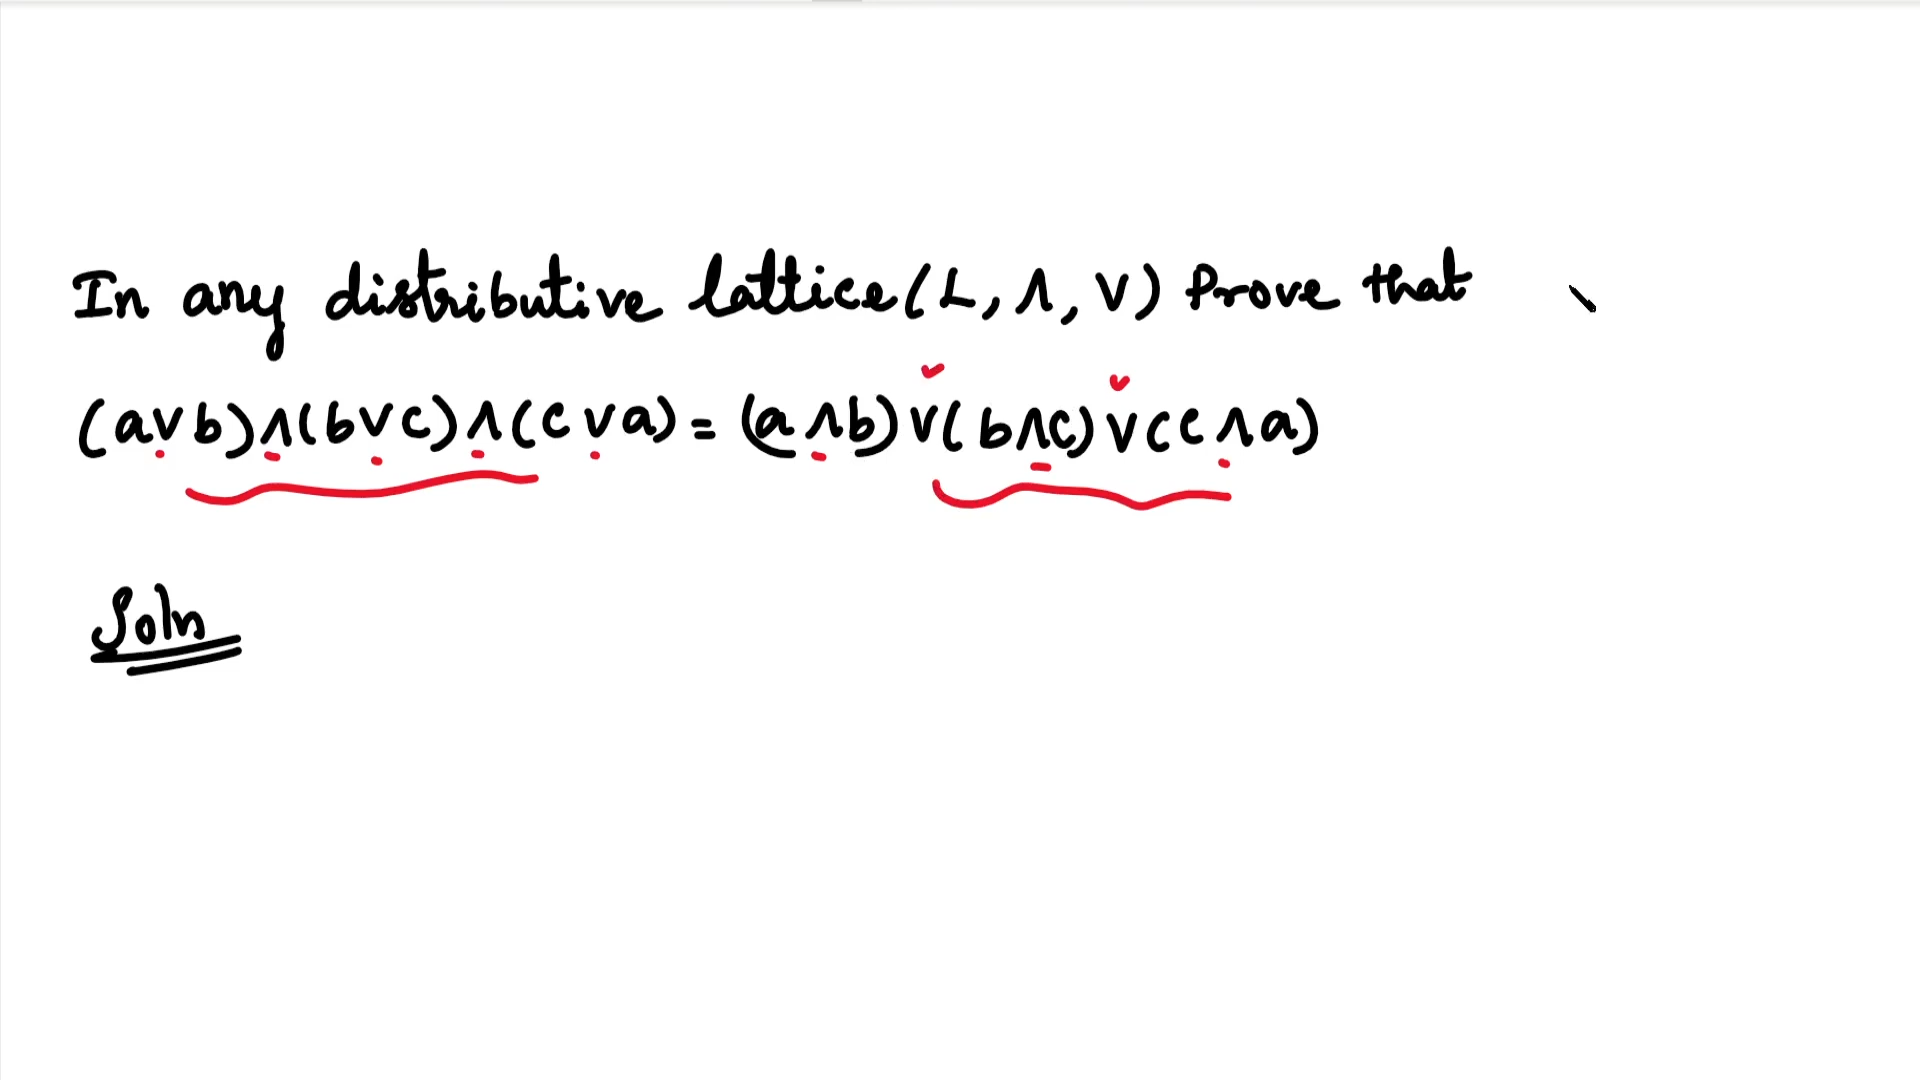 In any distributive lattice (L, ∧, ∨) Prove that
(a∨b)∧(b∨c)∧(c∨a) = (a∧b)∨(b∧c)∨(c∧a)
Soln